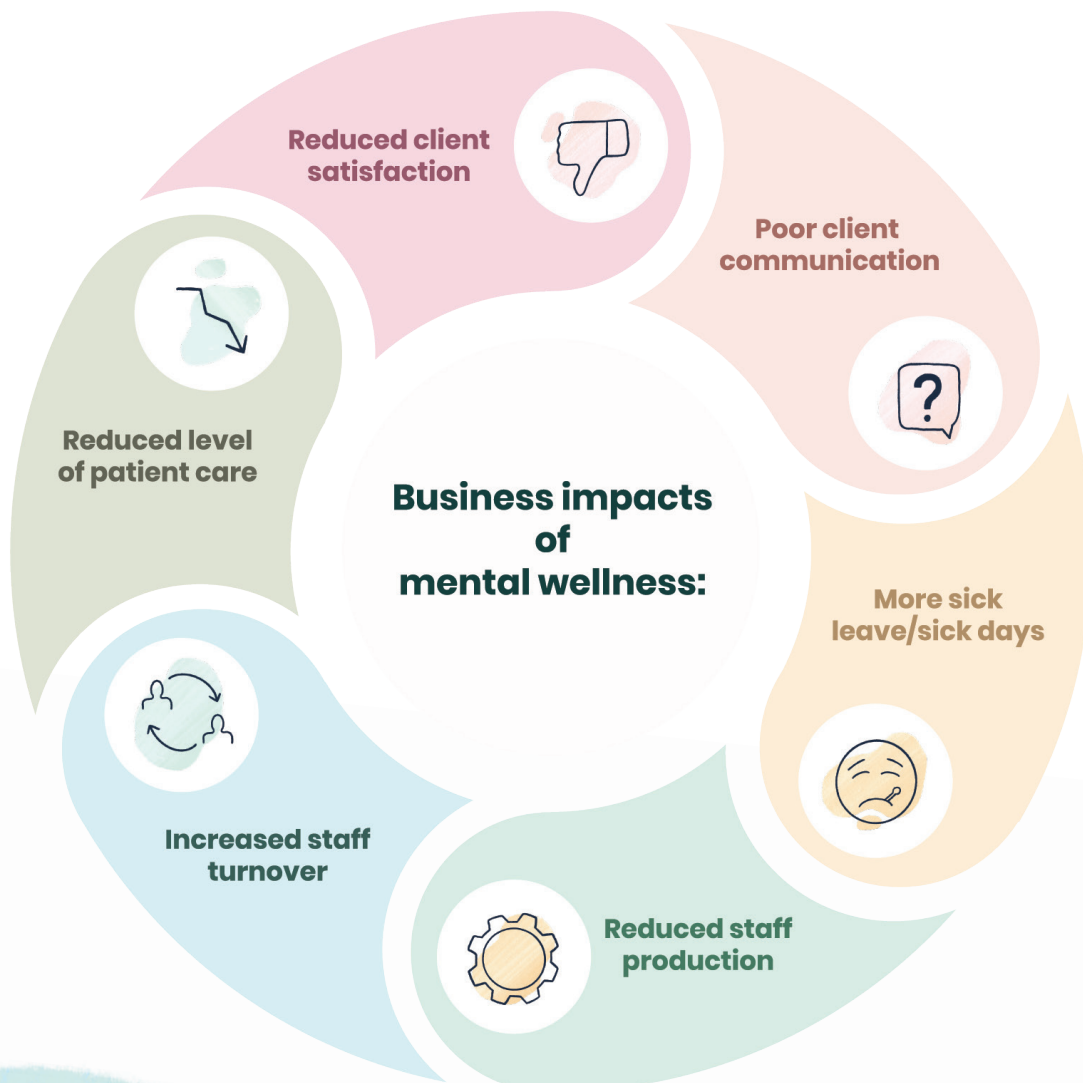 Reduced client
satisfaction
Poor client
communication
Reduced level
of patient care
Business impacts
of
mental wellness:
More sick
leave/sick days
Increased staff
turnover
Reduced staff
production
?